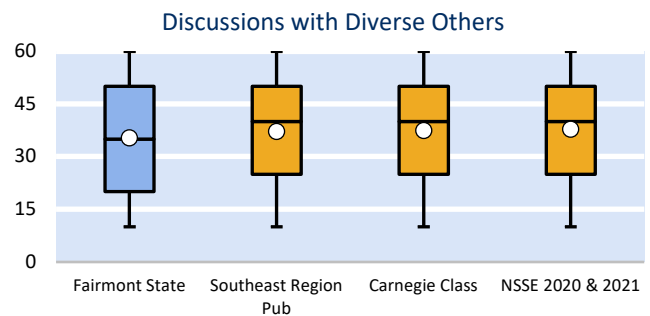 Discussions with Diverse Others
60
45
30
15
0
Fairmont State
Southeast Region
Pub
Carnegie Class
NSSE 2020 & 2021